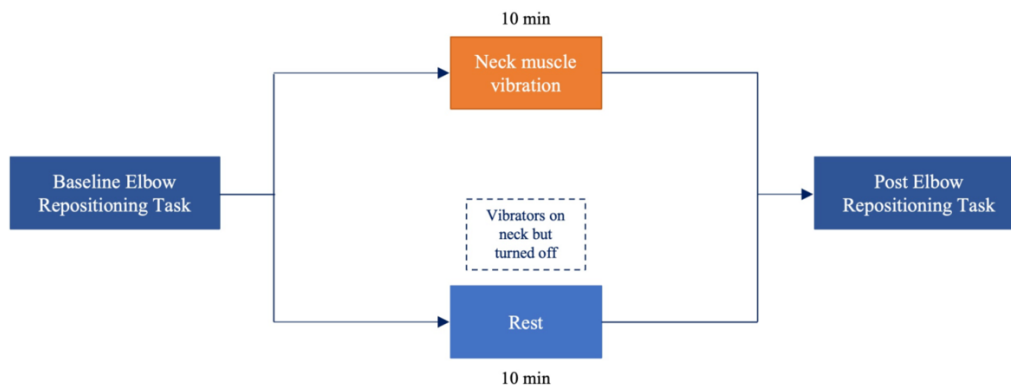 10 min
Neck muscle
vibration
Baseline Elbow
Repositioning Task
Post Elbow
Repositioning Task
Vibrators on
neck but
turned off
Rest
10 min